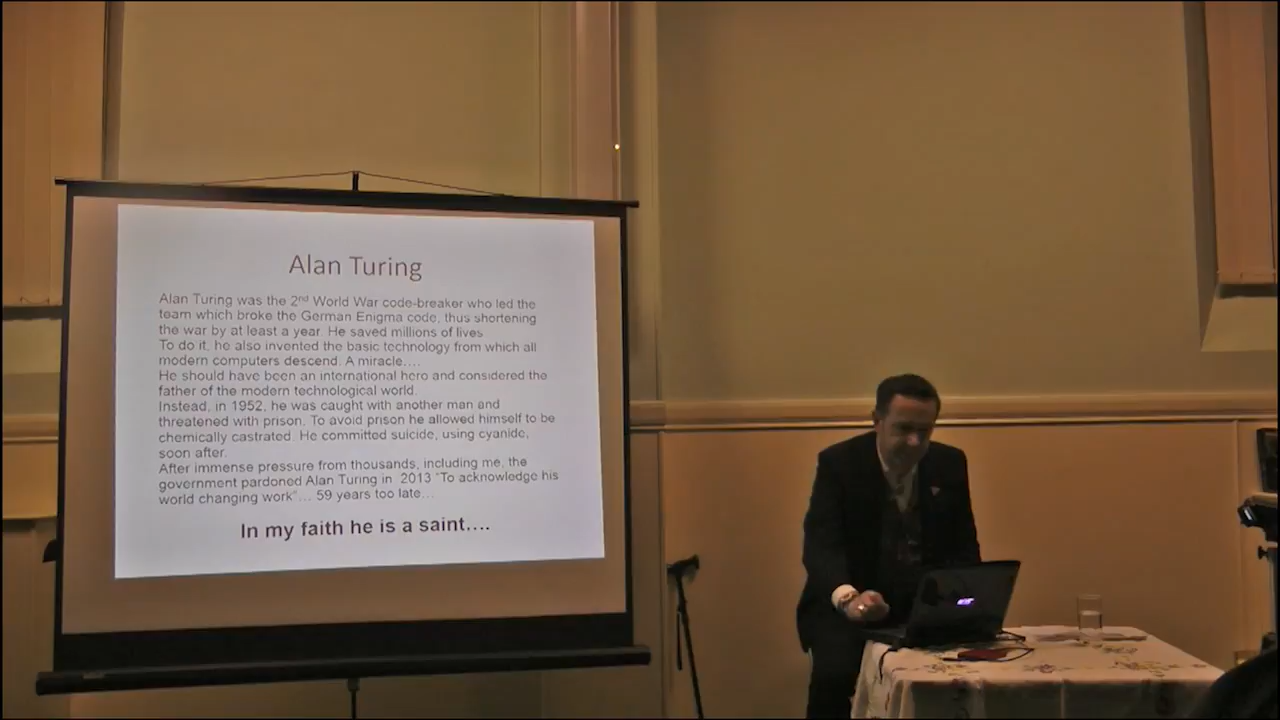 Alan Turing
Alan Turing was the 2nd World War code-breaker who led the
team which broke the German Enigma code, thus shortening
the war by at least a year. He saved millions of lives
To do it, he also invented the basic technology from which all
modern computers descend. A miracle....
He should have been an international hero and considered the
father of the modern technological world.
Instead, in 1952, he was caught with another man and
threatened with prison. To avoid prison he allowed himself to be
chemically castrated. He committed suicide, using cyanide,
soon after.
After immense pressure from thousands, including me, the
government pardoned Alan Turing in 2013 "To acknowledge his
world changing work"... 59 years too late...
In my faith he is a saint....